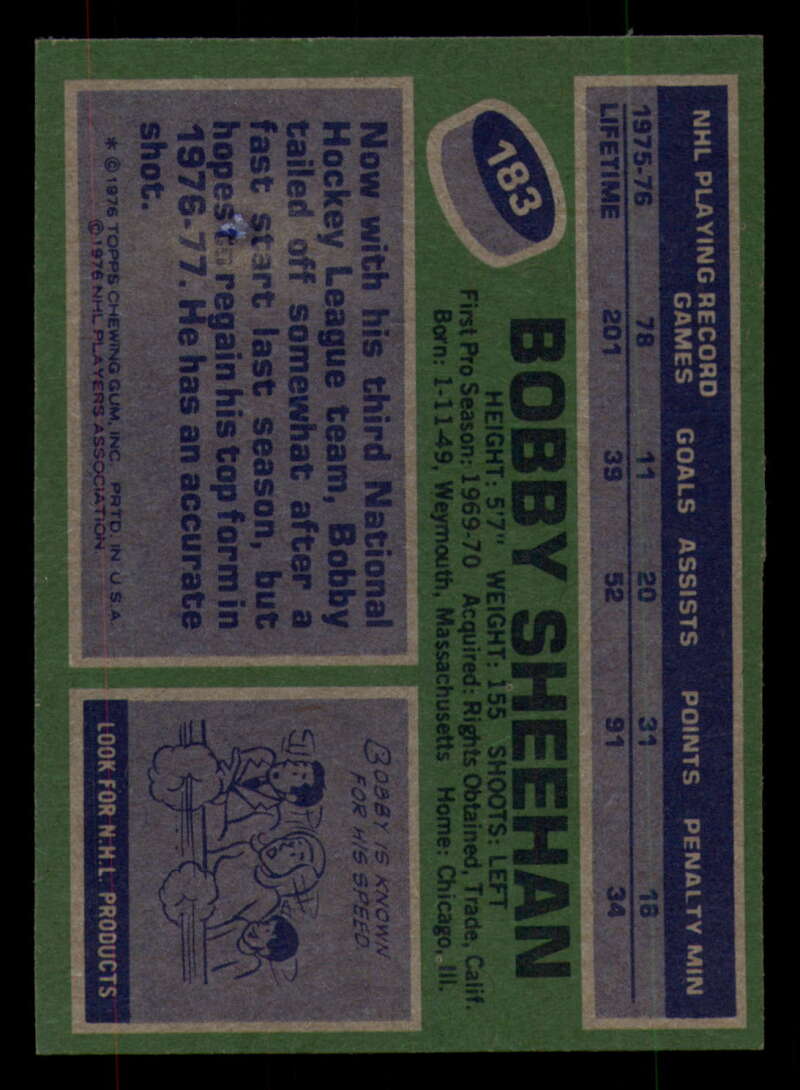 NHL PLAYING RECORD
GAMES GOALS ASSISTS POINTS PENALTY MIN
1975-76 78 11 20 31 16
LIFETIME 201 39 52 91 34
183
BOBBY SHEEHAN
HEIGHT: 5'7" WEIGHT: 155 SHOOTS: LEFT
First Pro Season: 1969-70 Acquired: Rights Obtained, Trade, Calif.
Born: 1-11-49, Weymouth, Massachusetts Home: Chicago, Ill.
Now with his third National
Hockey League team, Bobby
tailed off somewhat after a
fast start last season, but
hopes to regain his top form in
1976-77. He has an accurate
shot.
* © 1976 TOPPS CHEWING GUM, INC. PRTD. IN U.S.A.
©1976 NHL PLAYERS ASSOCIATION
BOBBY IS KNOWN
FOR HIS SPEED.
LOOK FOR N.H.L. PRODUCTS